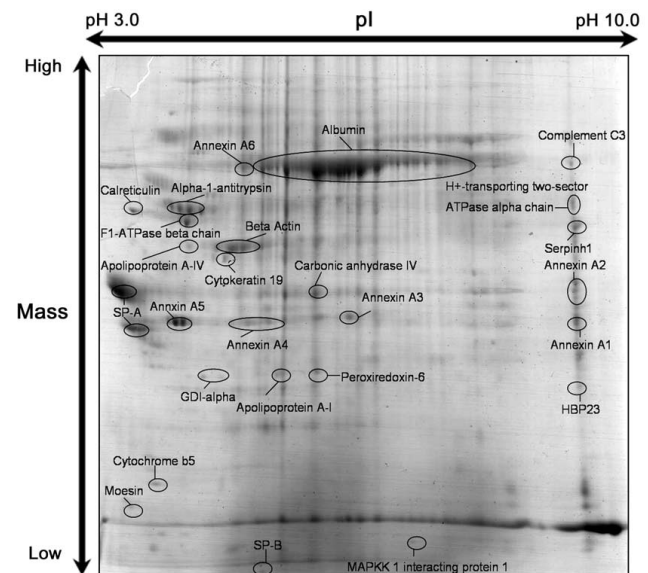 pH 3.0 pI pH 10.0
High
Albumin
Annexin A6
Complement C3
Calreticulin Alpha-1-antitrypsin
H+-transporting two-sector
ATPase alpha chain
F1-ATPase beta chain
Beta Actin
Serpinh1
Apolipoprotein A-IV
Cytpkeratin 19
Carbonic anhydrase IV
Annexin A2
SP-A
Annxin A5
Annexin A3
Mass
Annexin A4
Annexin A1
Peroxiredoxin-6
GDI-alpha
Apolipoprotein A-I
HBP23
Cytochrome b5
Moesin
SP-B
Low
MAPKK 1 interacting protein 1